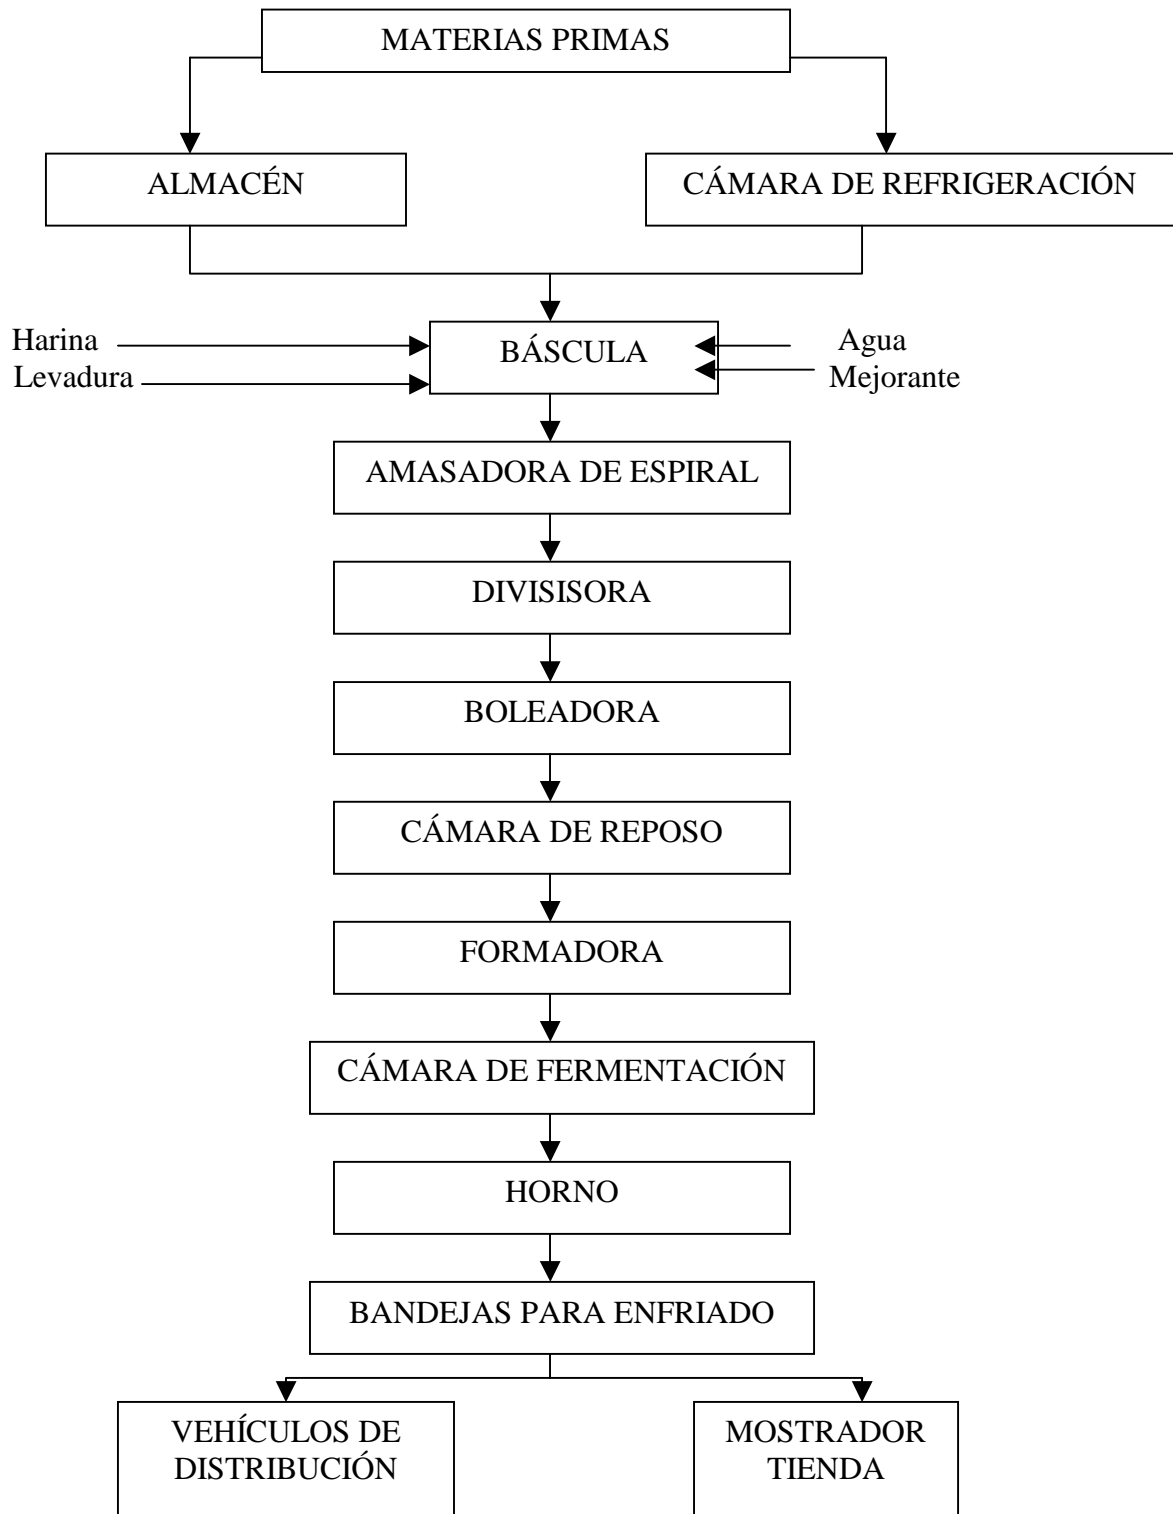 MATERIAS PRIMAS
ALMACÉN
CÁMARA DE REFRIGERACIÓN
Harina
Levadura
BÁSCULA
Agua
Mejorante
AMASADORA DE ESPIRAL
DIVISISORA
BOLEADORA
CÁMARA DE REPOSO
FORMADORA
CÁMARA DE FERMENTACIÓN
HORNO
BANDEJAS PARA ENFRIADO
VEHÍCULOS DE
DISTRIBUCIÓN
MOSTRADOR
TIENDA